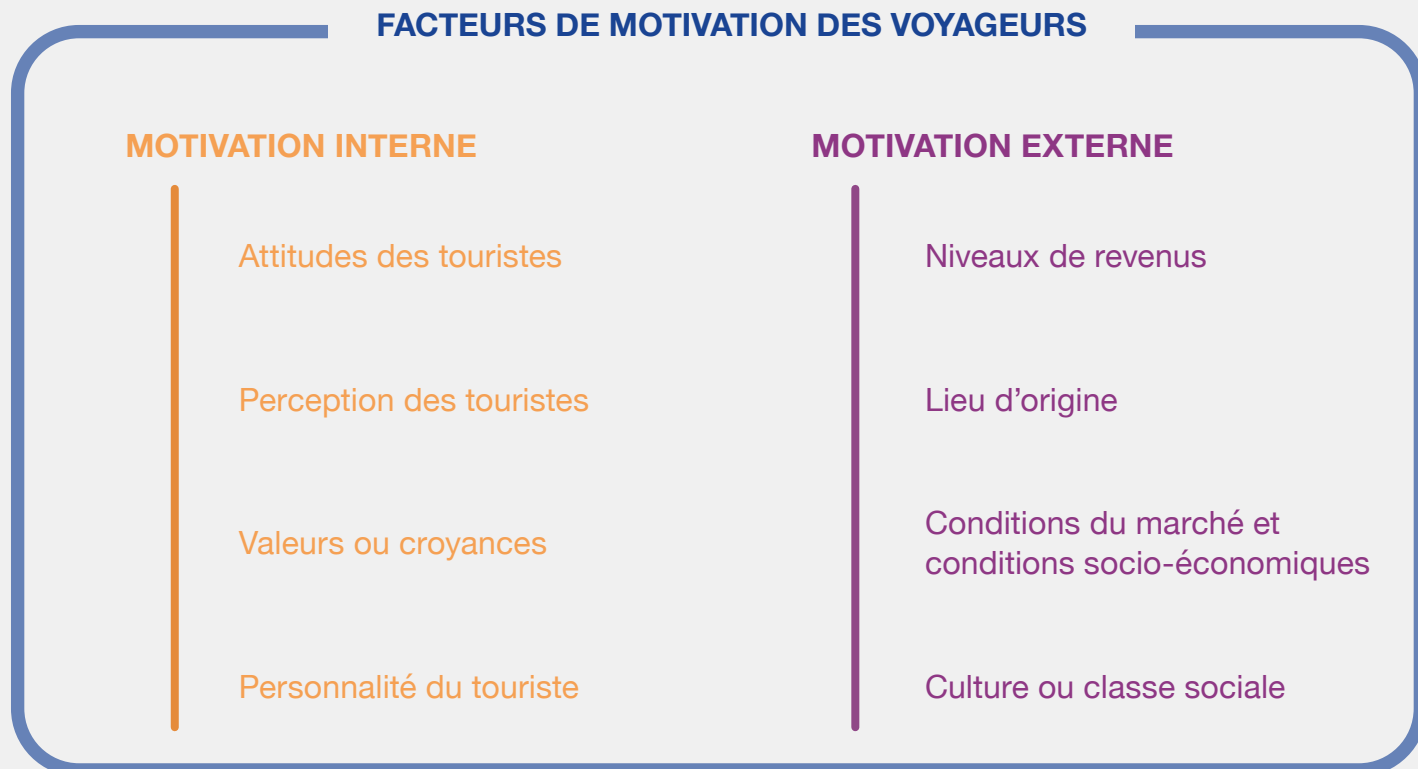 FACTEURS DE MOTIVATION DES VOYAGEURS
MOTIVATION INTERNE
Attitudes des touristes
Perception des touristes
Valeurs ou croyances
Personnalité du touriste
MOTIVATION EXTERNE
Niveaux de revenus
Lieu d’origine
Conditions du marché et
conditions socio-économiques
Culture ou classe sociale